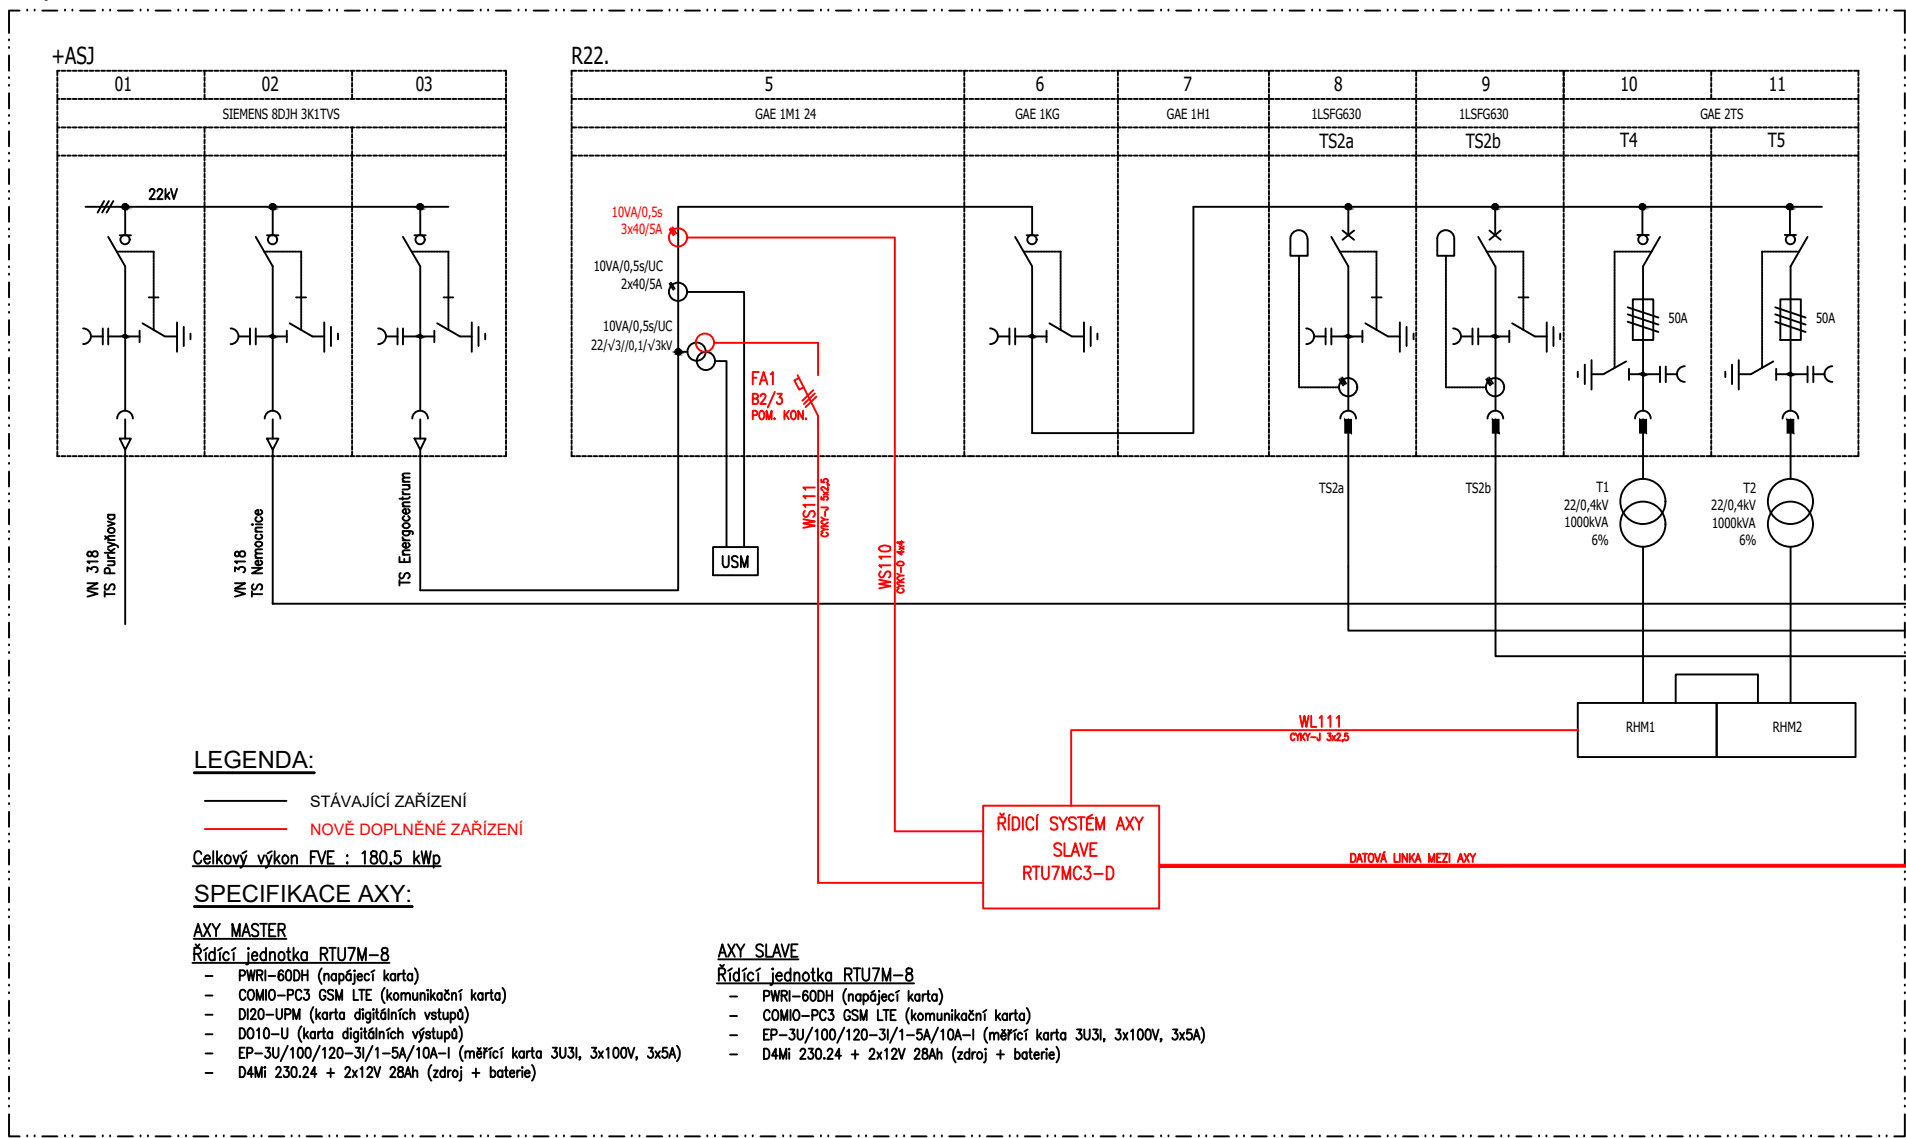 +ASJ
01 02 03
SIEMENS 8DJH 3K1TVS
22kV
VN 318
TS Purkyňova
VN 318
TS Nemocnice
TS Energocentrum
R22.
5 6 7 8 9 10 11
GAE 1M1 24 GAE 1KG GAE 1H1 1LSFG630 1LSFG630 GAE 2TS
TS2a TS2b T4 T5
10VA/0,5s
3x40/5A
10VA/0,5s/UC
2x40/5A
10VA/0,5s/UC
22/√3//0,1/√3kV
FA1
B2/3
POM. KON.
50A 50A
WS111
CYKY-J 5x2,5
WS110
CYKY-O 4x4
USM
TS2a TS2b
T1
22/0,4kV
1000kVA
6%
T2
22/0,4kV
1000kVA
6%
WL111
CYKY-J 3x2,5
RHM1 RHM2
ŘÍDICÍ SYSTÉM AXY
SLAVE
RTU7MC3-D
DATOVÁ LINKA MEZI AXY
LEGENDA:
STÁVAJÍCÍ ZAŘÍZENÍ
NOVĚ DOPLNĚNÉ ZAŘÍZENÍ
Celkový výkon FVE : 180,5 kWp
SPECIFIKACE AXY:
AXY MASTER
Řídící jednotka RTU7M-8
- PWRI-60DH (napájecí karta)
- COMIO-PC3 GSM LTE (komunikační karta)
- DI20-UPM (karta digitálních vstupů)
- DO10-U (karta digitálních výstupů)
- EP-3U/100/120-3I/1-5A/10A-I (měřící karta 3U3I, 3x100V, 3x5A)
- D4Mi 230.24 + 2x12V 28Ah (zdroj + baterie)
AXY SLAVE
Řídící jednotka RTU7M-8
- PWRI-60DH (napájecí karta)
- COMIO-PC3 GSM LTE (komunikační karta)
- EP-3U/100/120-3I/1-5A/10A-I (měřící karta 3U3I, 3x100V, 3x5A)
- D4Mi 230.24 + 2x12V 28Ah (zdroj + baterie)